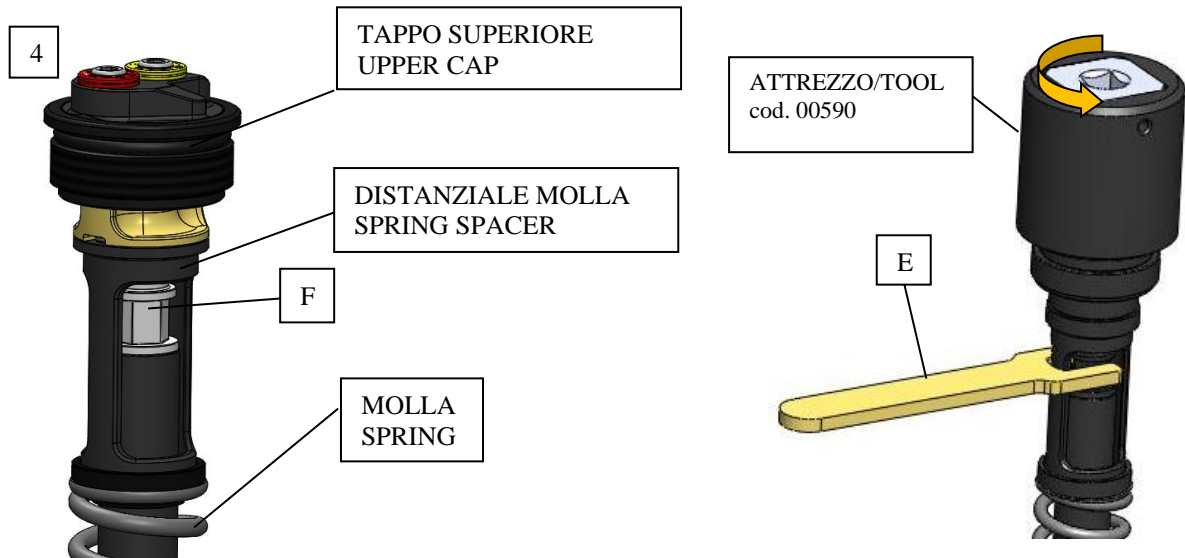 4
TAPPO SUPERIORE
UPPER CAP
DISTANZIALE MOLLA
SPRING SPACER
F
MOLLA
SPRING
ATTREZZO/TOOL
cod. 00590
E